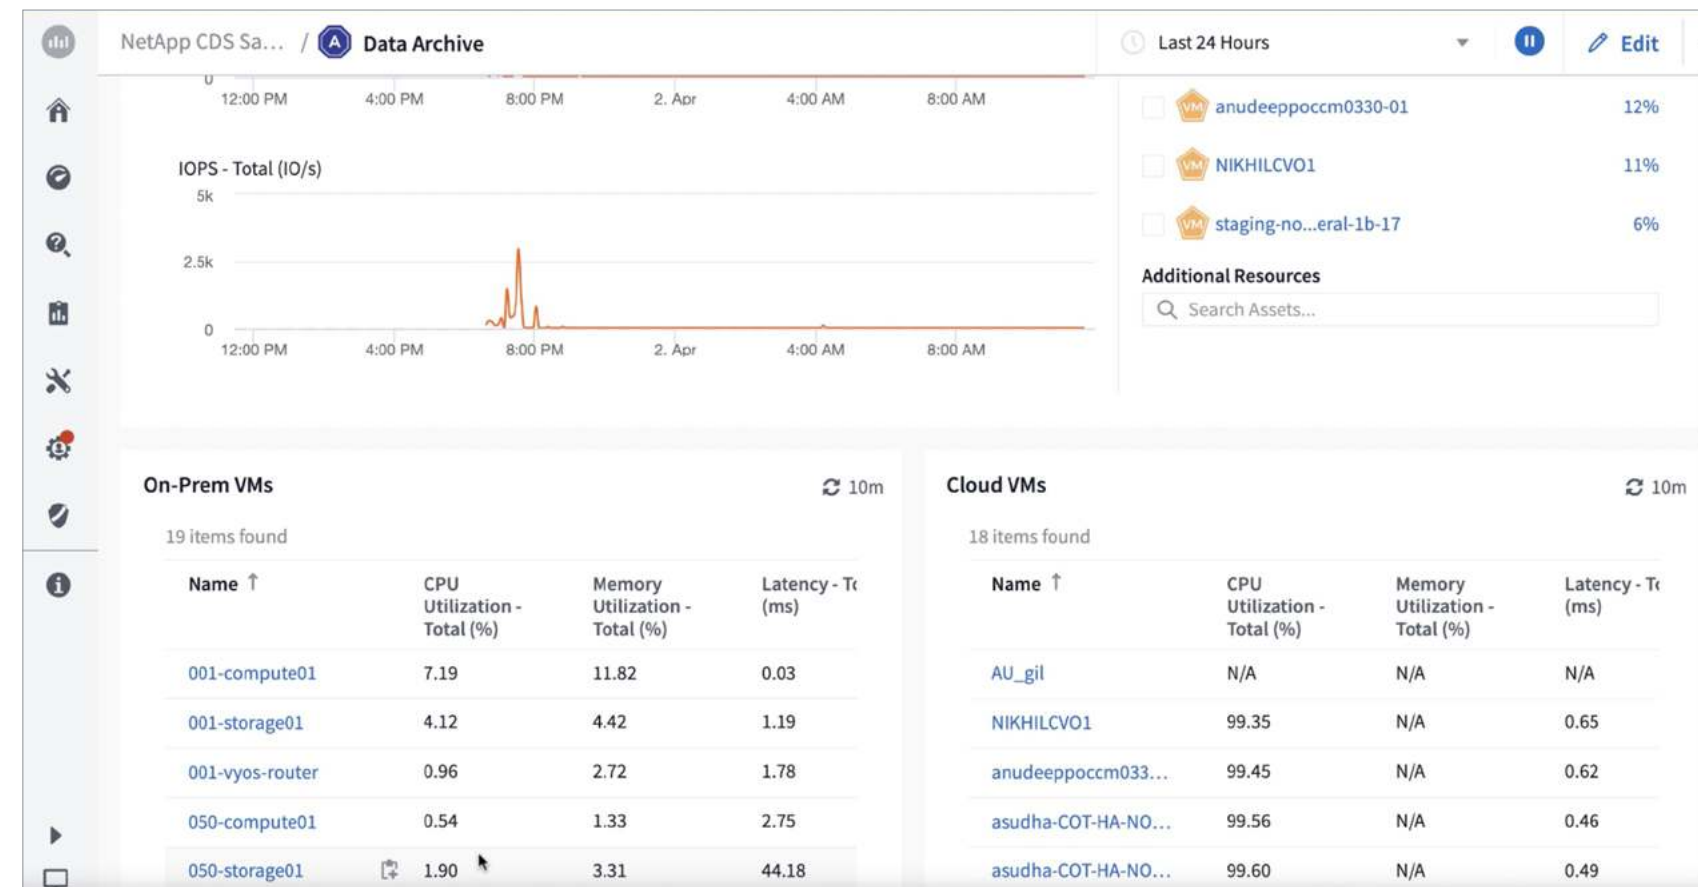 NetApp CDS Sa... / A Data Archive
Last 24 Hours
Edit
0
12:00 PM 4:00 PM 8:00 PM 2. Apr 4:00 AM 8:00 AM
IOPS - Total (IO/s)
5k
2.5k
0
12:00 PM 4:00 PM 8:00 PM 2. Apr 4:00 AM 8:00 AM
VM anudeeppoccm0330-01 12%
VM NIKHILCVO1 11%
VM staging-no...eral-1b-17 6%
Additional Resources
Search Assets...
On-Prem VMs 10m
19 items found
Name ↑ CPU Utilization - Total (%) Memory Utilization - Total (%) Latency - To (ms)
001-compute01 7.19 11.82 0.03
001-storage01 4.12 4.42 1.19
001-vyos-router 0.96 2.72 1.78
050-compute01 0.54 1.33 2.75
050-storage01 1.90 3.31 44.18
Cloud VMs 10m
18 items found
Name ↑ CPU Utilization - Total (%) Memory Utilization - Total (%) Latency - To (ms)
AU_gil N/A N/A N/A
NIKHILCVO1 99.35 N/A 0.65
anudeeppoccm033... 99.45 N/A 0.62
asudha-COT-HA-NO... 99.56 N/A 0.46
asudha-COT-HA-NO... 99.60 N/A 0.49